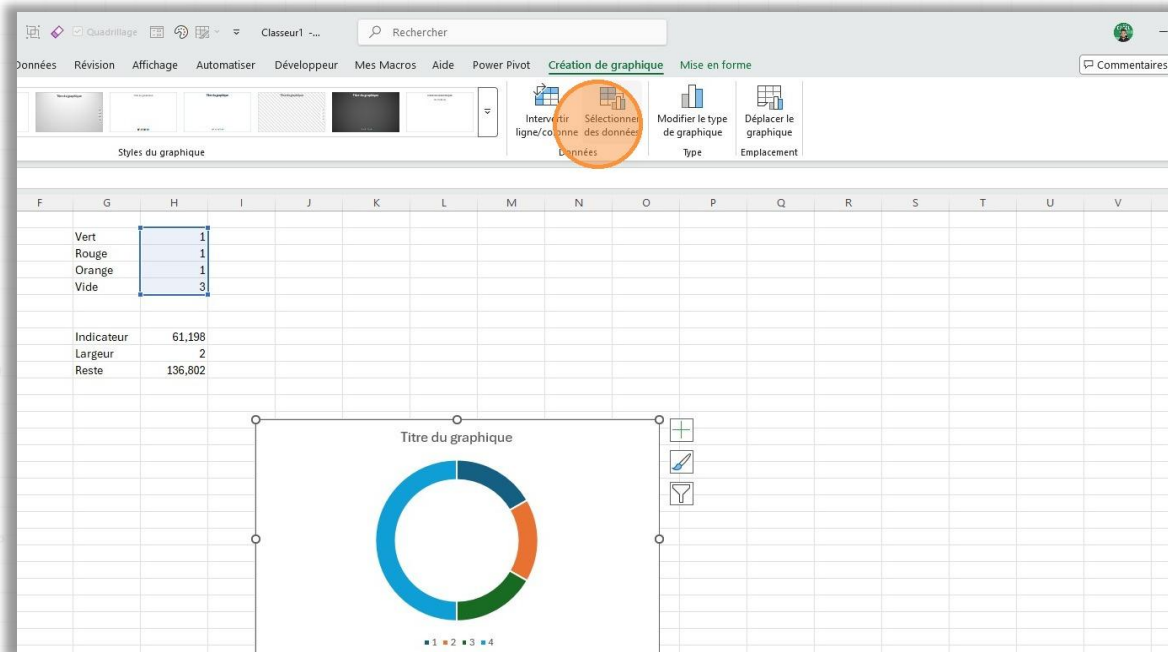 Quadrillage Classeur1 -... Rechercher
Données Révision Affichage Automatiser Développeur Mes Macros Aide Power Pivot Création de graphique Mise en forme Commentaires
Intervertir Sélectionner Modifier le type Déplacer le
ligne/colonne des données de graphique graphique
Styles du graphique Données Type Emplacement
F G H I J K L M N O P Q R S T U V
Vert 1
Rouge 1
Orange 1
Vide 3
Indicateur 61,198
Largeur 2
Reste 136,802
Titre du graphique
1 2 3 4